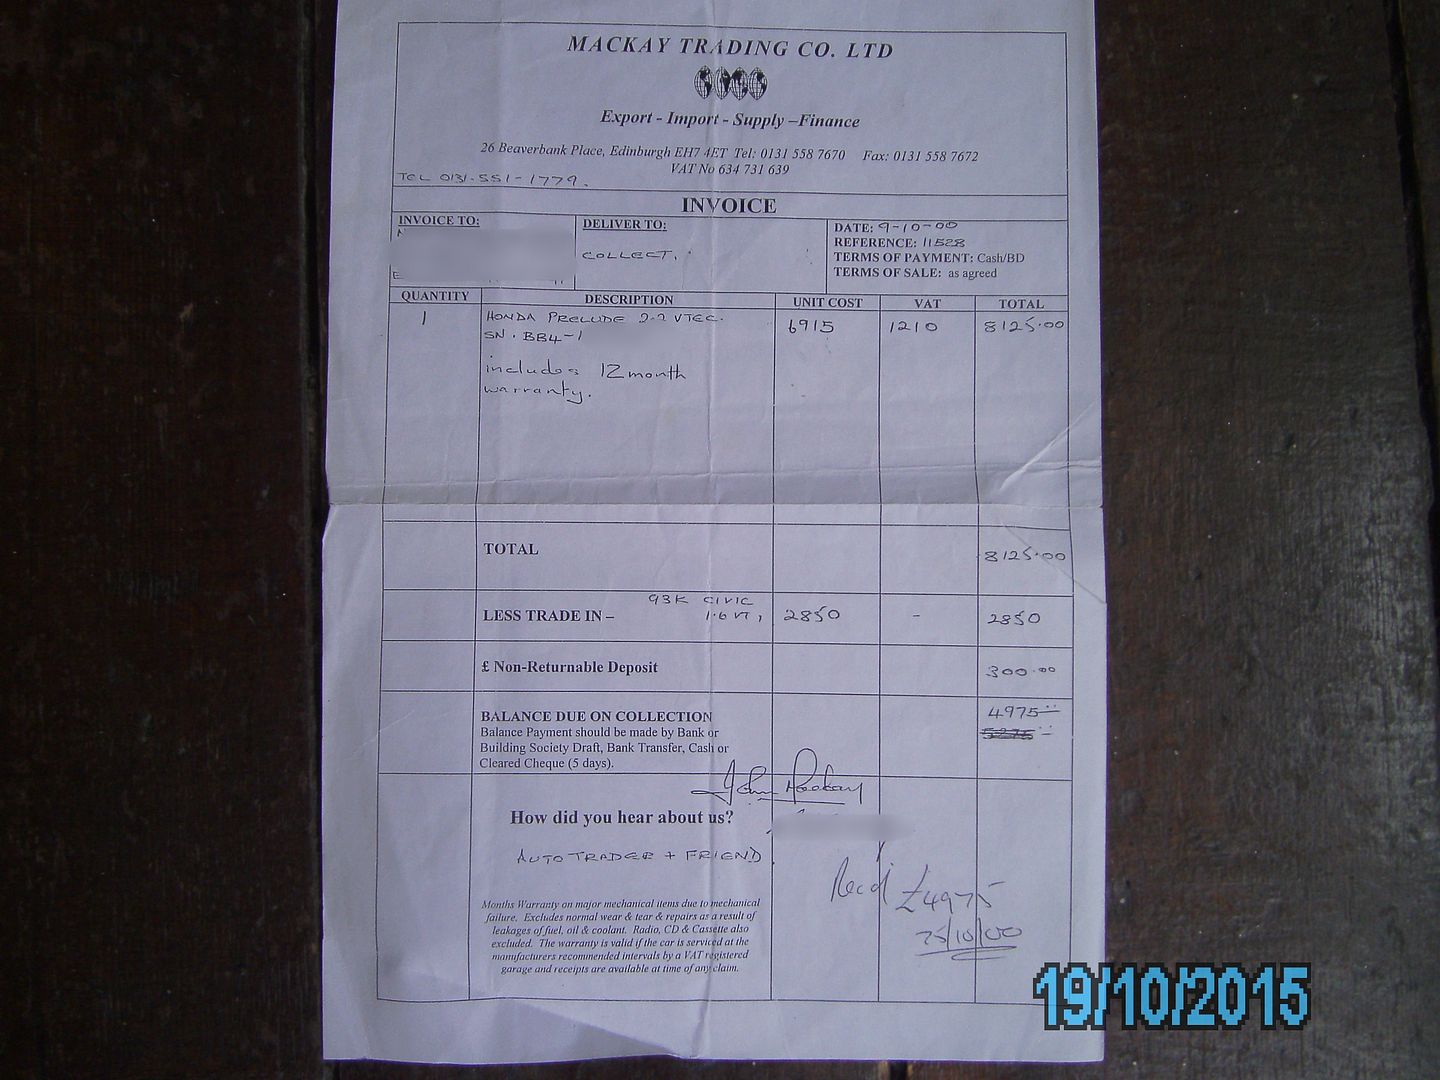 MACKAY TRADING CO. LTD
Export - Import - Supply –Finance
26 Beaverbank Place, Edinburgh EH7 4ET Tel: 0131 558 7670 Fax: 0131 558 7672
VAT No 634 731 639
TEL 0131-551-1779.
INVOICE
INVOICE TO:
DELIVER TO:
COLLECT.
DATE: 9-10-00
REFERENCE: 11528
TERMS OF PAYMENT: Cash/BD
TERMS OF SALE: as agreed
QUANTITY DESCRIPTION UNIT COST VAT TOTAL
1 HONDA PRELUDE 2.2 VTEC. 6915 1210 8125.00
SN. BB4-1
includes 12 month
warranty.
TOTAL 8125.00
93K CIVIC
LESS TRADE IN – 1.6 VT, 2850 - 2850
£ Non-Returnable Deposit 300.00
BALANCE DUE ON COLLECTION 4975
Balance Payment should be made by Bank or
Building Society Draft, Bank Transfer, Cash or
Cleared Cheque (5 days).
John Mackay
How did you hear about us?
AUTOTRADER + FRIEND
Recd £4975
25/10/00
Months Warranty on major mechanical items due to mechanical
failure. Excludes normal wear & tear & repairs as a result of
leakages of fuel, oil & coolant. Radio, CD & Cassette also
excluded. The warranty is valid if the car is serviced at the
manufacturers recommended intervals by a VAT registered
garage and receipts are available at time of any claim.
19/10/2015